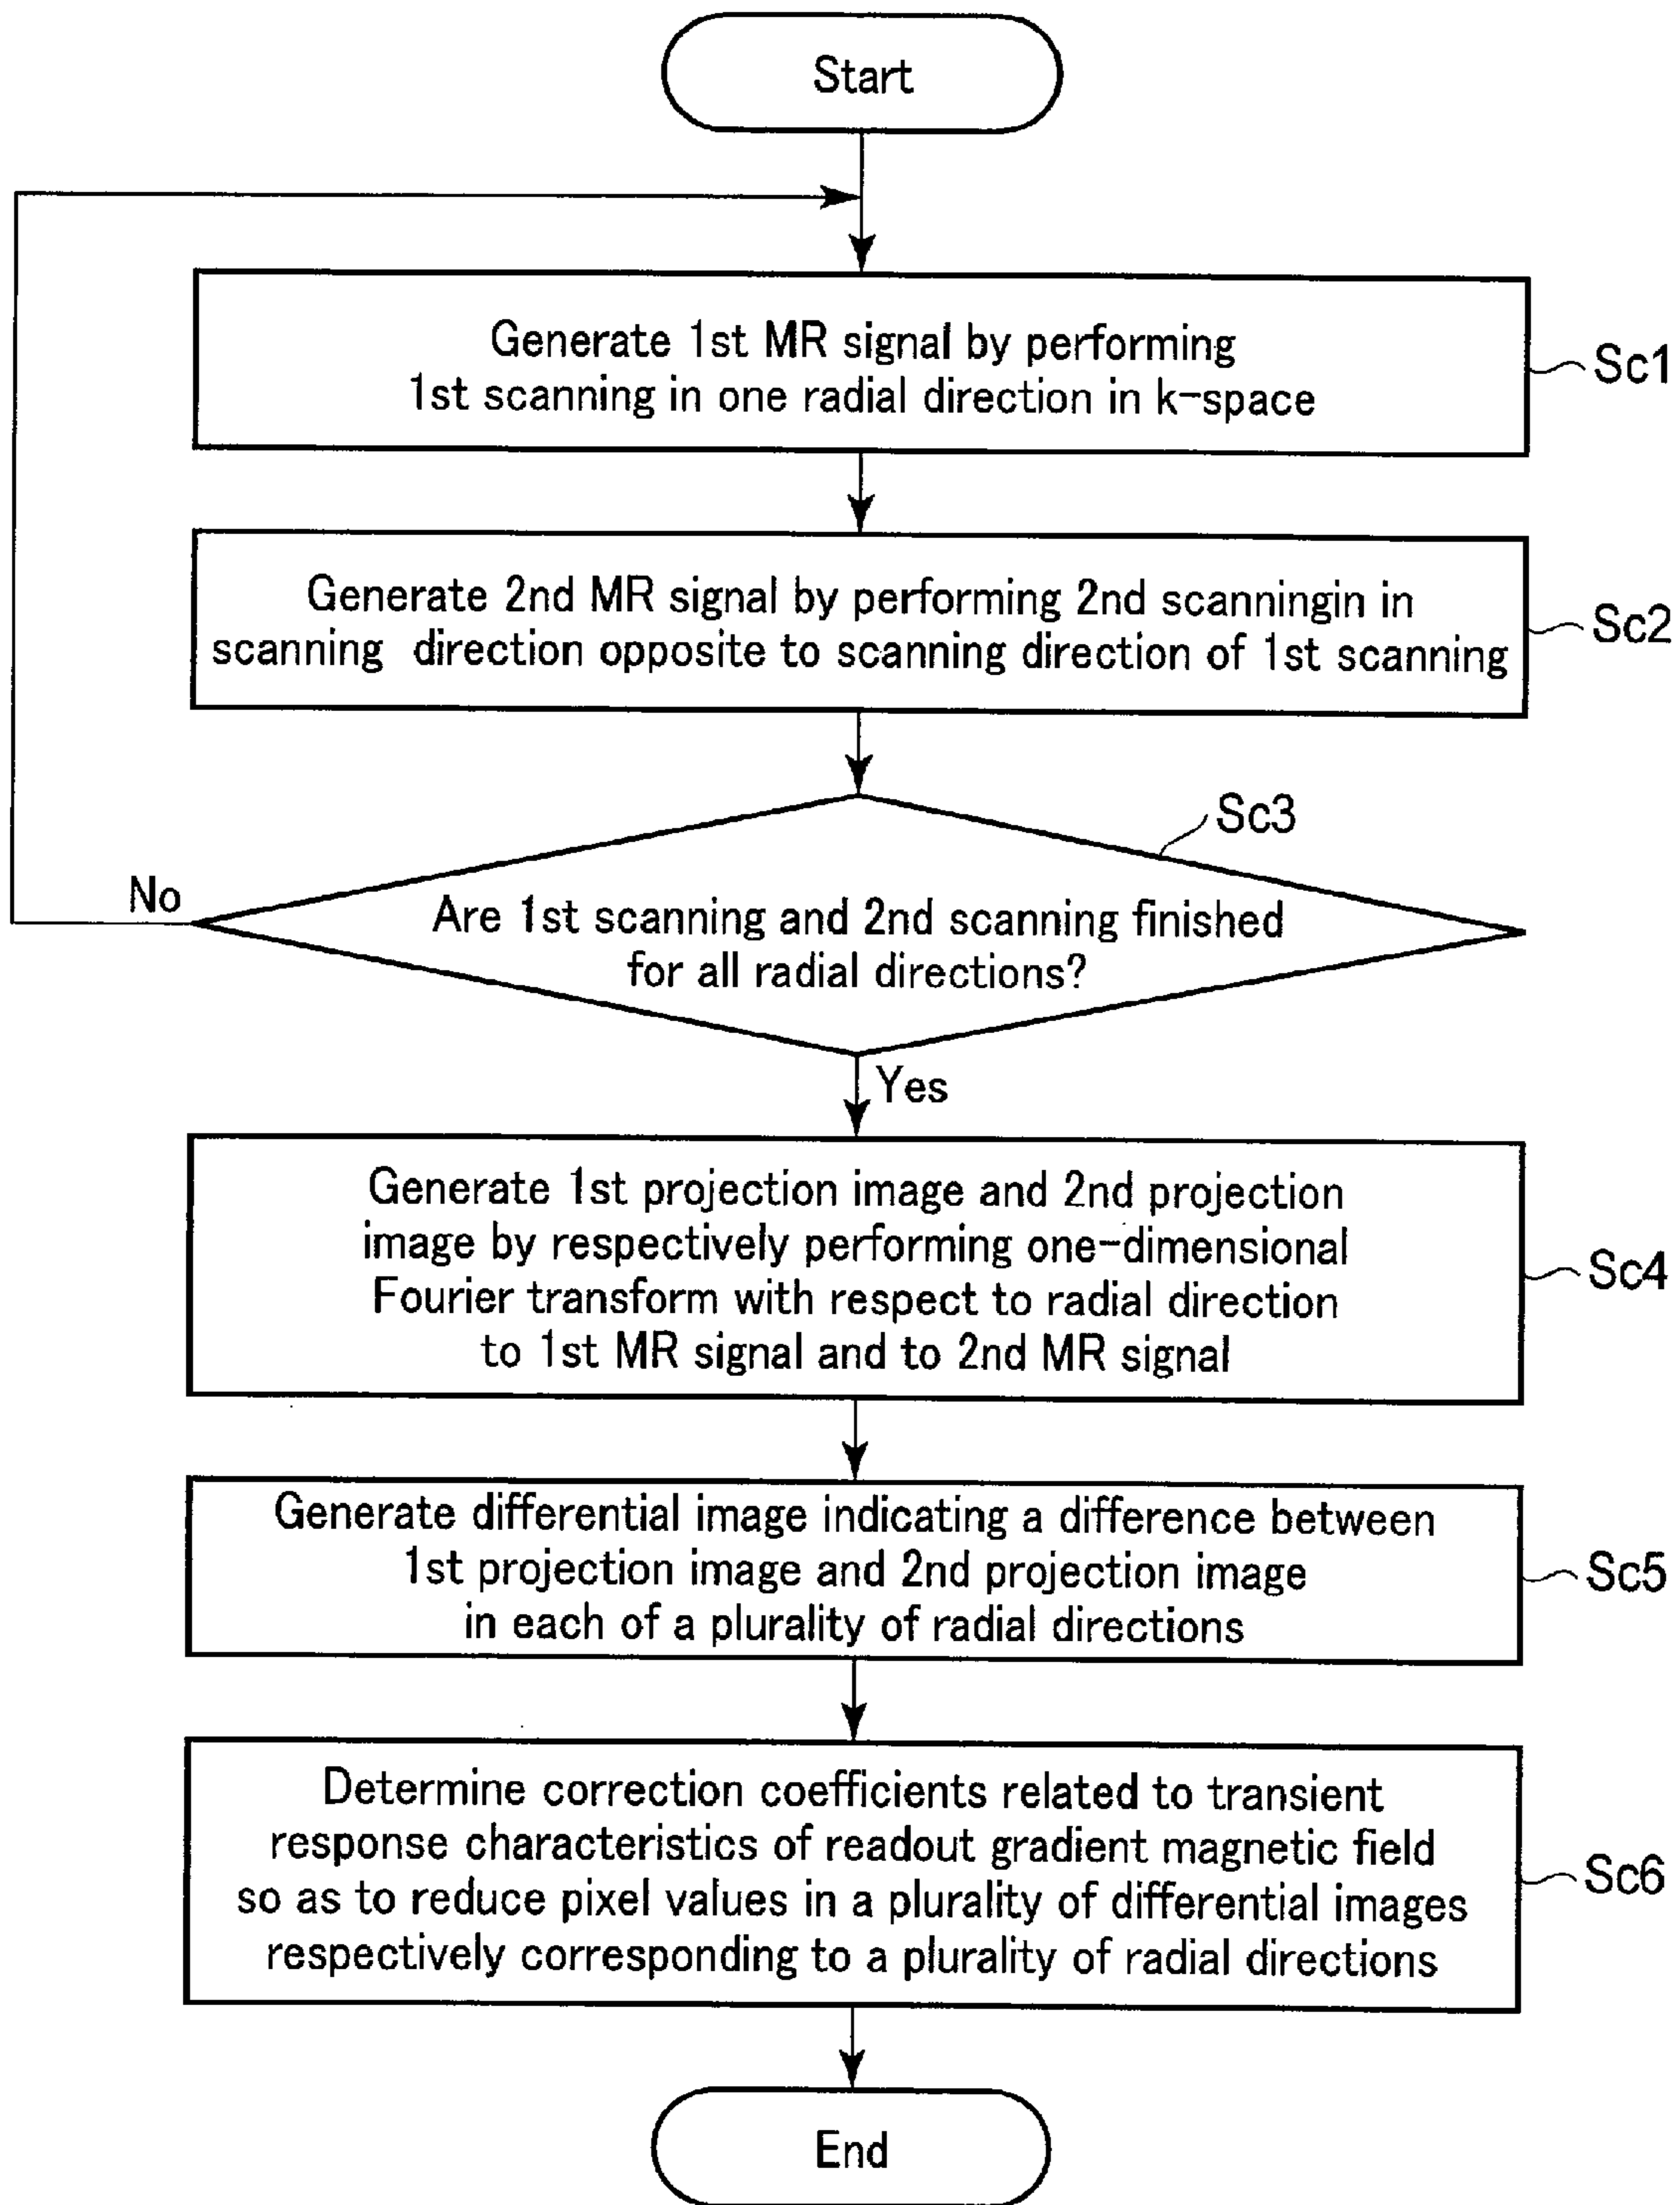 Start
Generate 1st MR signal by performing
1st scanning in one radial direction in k-space
Sc1
Generate 2nd MR signal by performing 2nd scanningin in
scanning direction opposite to scanning direction of 1st scanning
Sc2
Sc3
No
Are 1st scanning and 2nd scanning finished
for all radial directions?
Yes
Generate 1st projection image and 2nd projection
image by respectively performing one-dimensional
Fourier transform with respect to radial direction
to 1st MR signal and to 2nd MR signal
Sc4
Generate differential image indicating a difference between
1st projection image and 2nd projection image
in each of a plurality of radial directions
Sc5
Determine correction coefficients related to transient
response characteristics of readout gradient magnetic field
so as to reduce pixel values in a plurality of differential images
respectively corresponding to a plurality of radial directions
Sc6
End